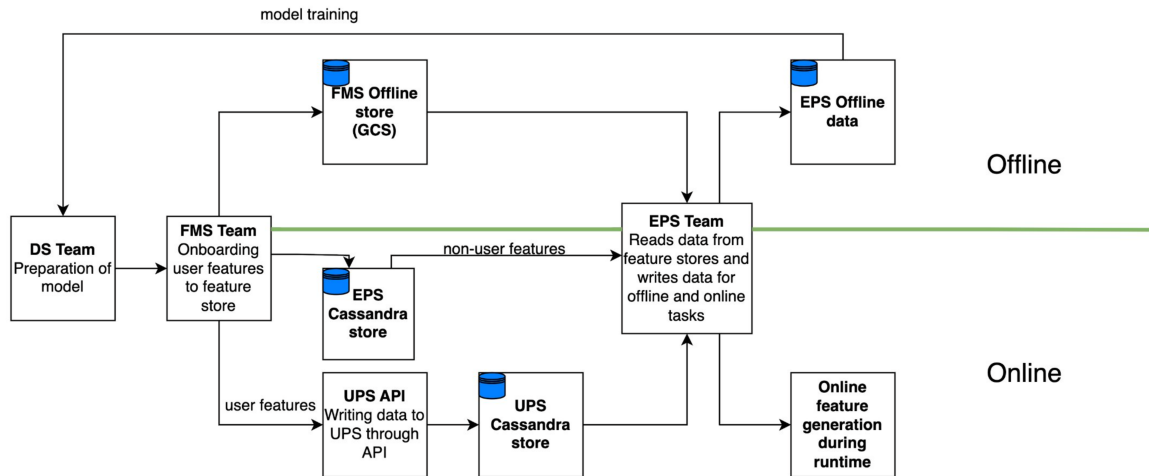 model training
FMS Offline
store
(GCS)
EPS Offline
data
Offline
DS Team
Preparation of
model
FMS Team
Onboarding
user features
to feature
store
non-user features
EPS Team
Reads data from
feature stores and
writes data for
offline and online
tasks
EPS
Cassandra
store
Online
user features
UPS API
Writing data to
UPS through
API
UPS
Cassandra
store
Online
feature
generation
during
runtime